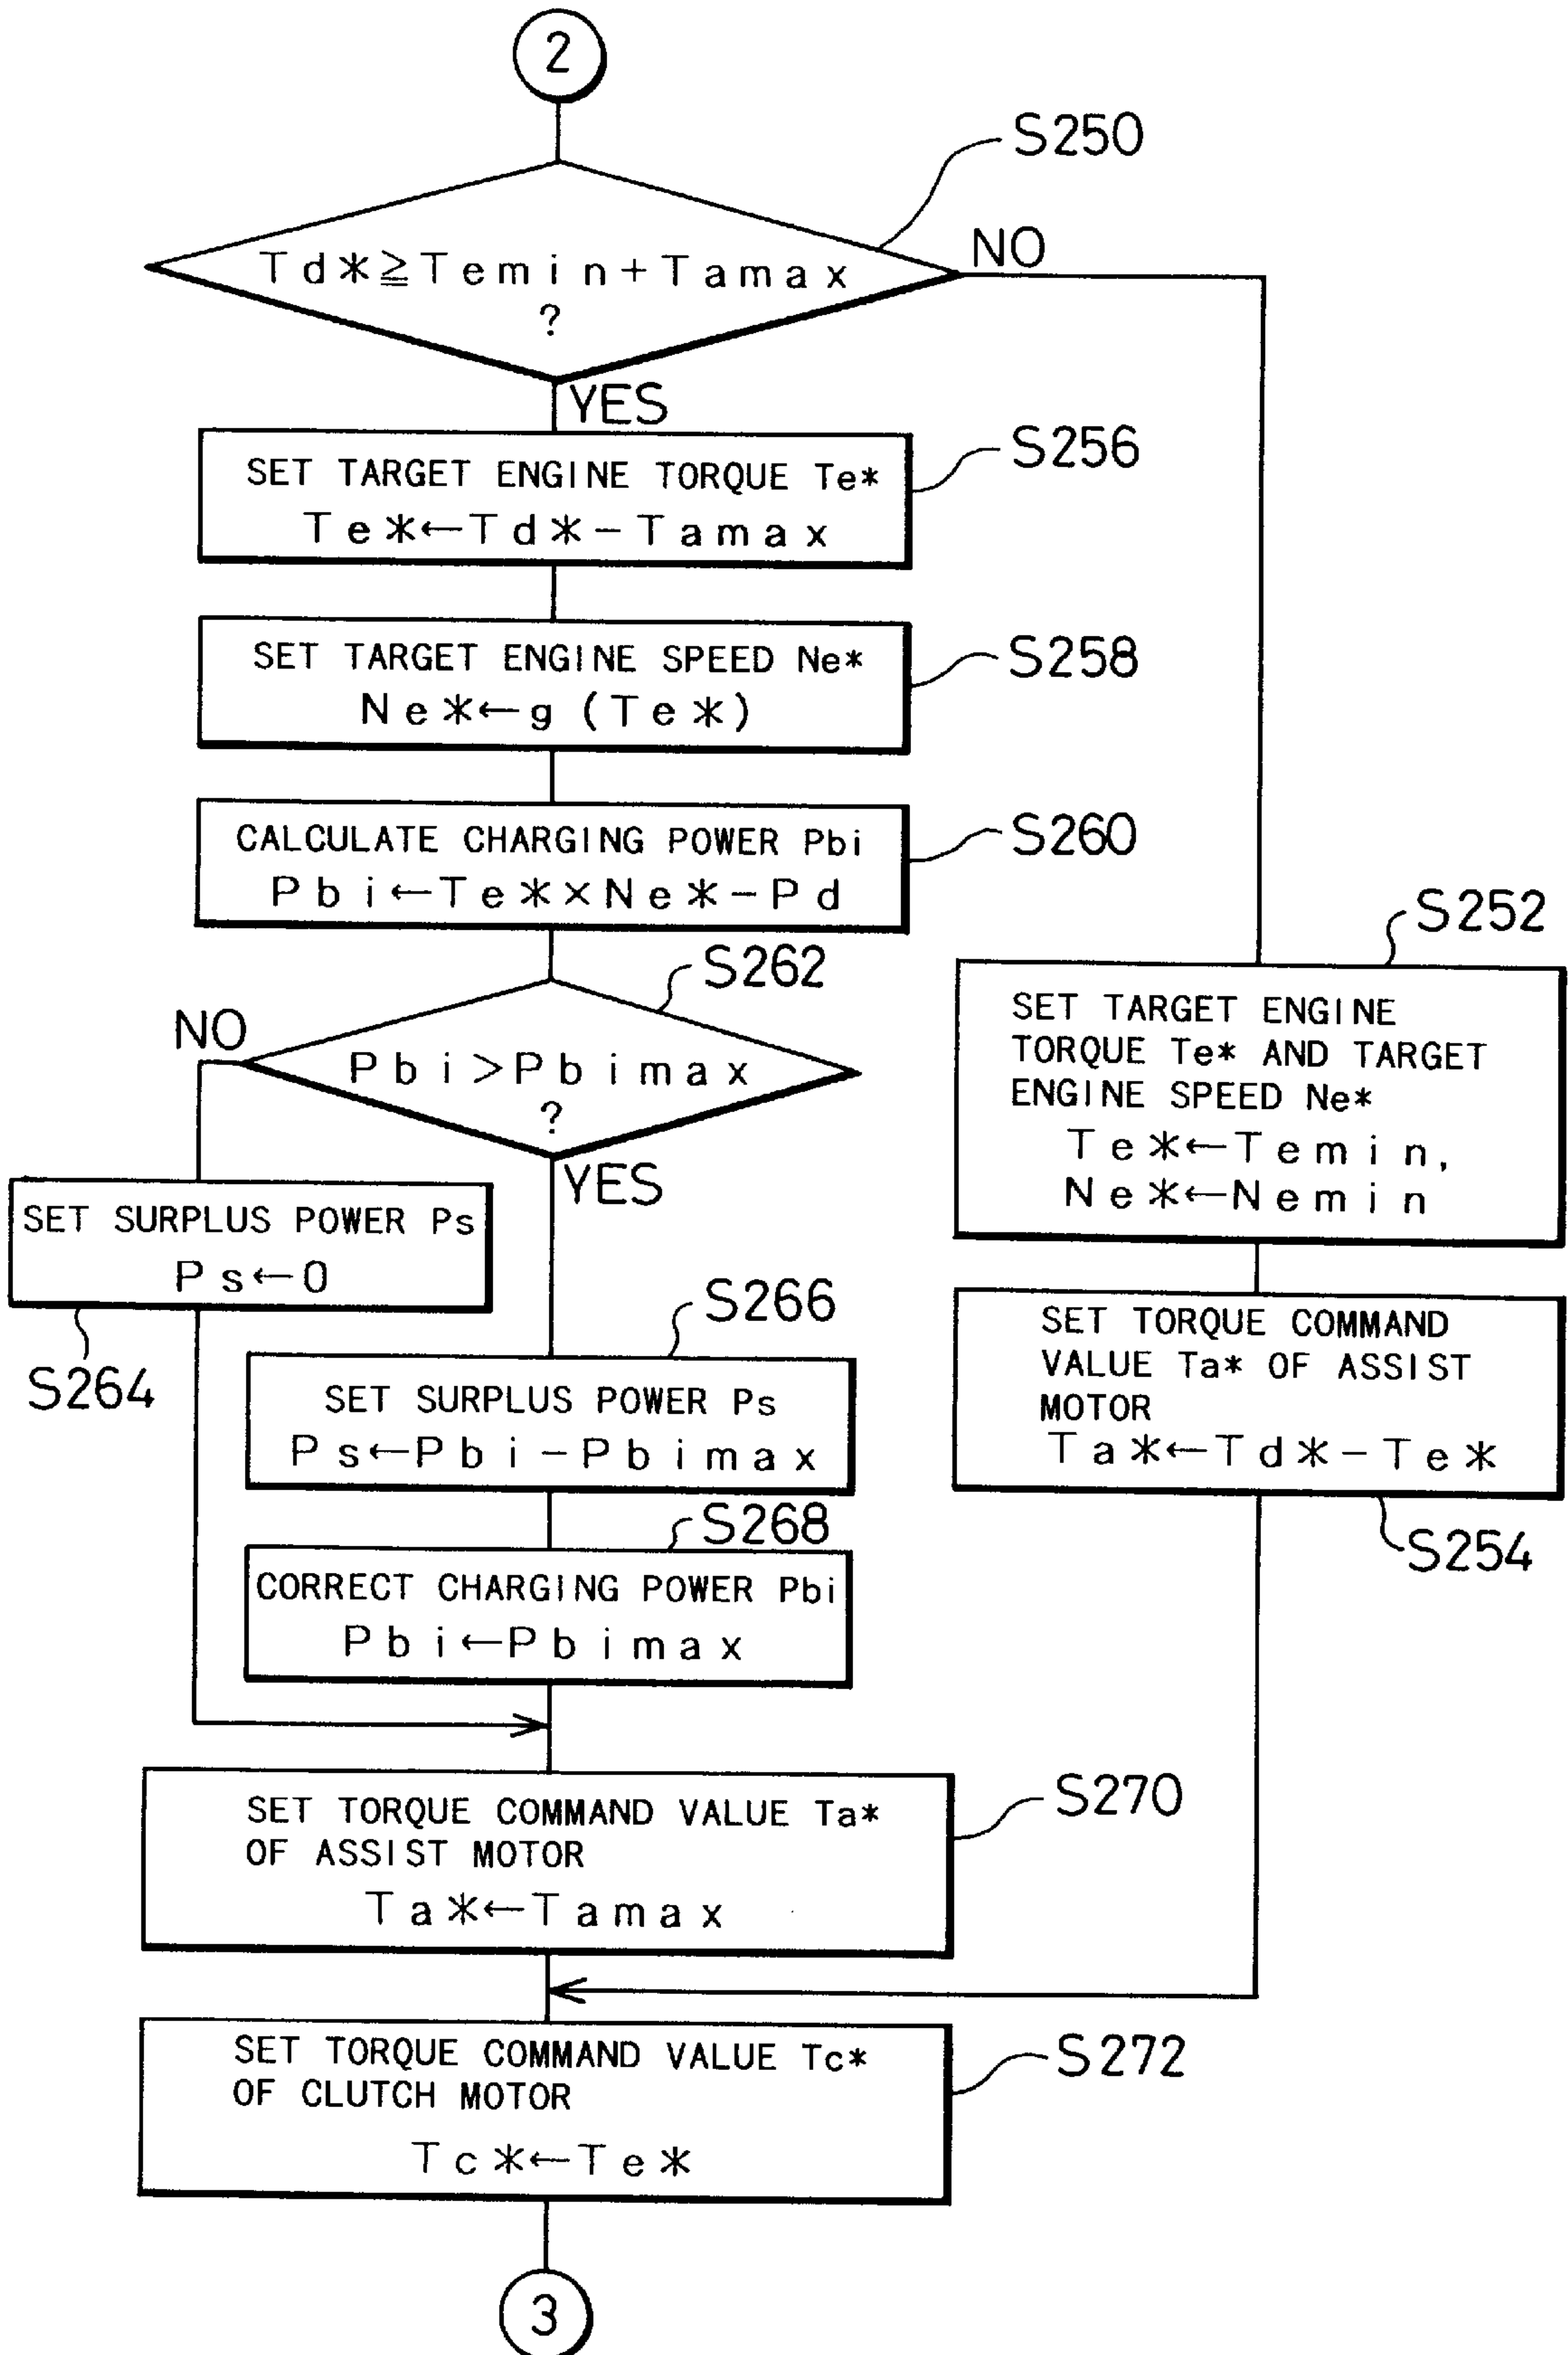 2
S250
Td*≧Temin+Tamax
?
NO
YES
S256
SET TARGET ENGINE TORQUE Te*
Te*←Td*-Tamax
S258
SET TARGET ENGINE SPEED Ne*
Ne*←g(Te*)
S260
CALCULATE CHARGING POWER Pbi
Pbi←Te*×Ne*-Pd
S262
Pbi>Pbimax
?
NO
YES
S264
SET SURPLUS POWER Ps
Ps←0
S266
SET SURPLUS POWER Ps
Ps←Pbi-Pbimax
S268
CORRECT CHARGING POWER Pbi
Pbi←Pbimax
S252
SET TARGET ENGINE
TORQUE Te* AND TARGET
ENGINE SPEED Ne*
Te*←Temin,
Ne*←Nemin
SET TORQUE COMMAND
VALUE Ta* OF ASSIST
MOTOR
Ta*←Td*-Te*
S254
S270
SET TORQUE COMMAND VALUE Ta*
OF ASSIST MOTOR
Ta*←Tamax
S272
SET TORQUE COMMAND VALUE Tc*
OF CLUTCH MOTOR
Tc*←Te*
3